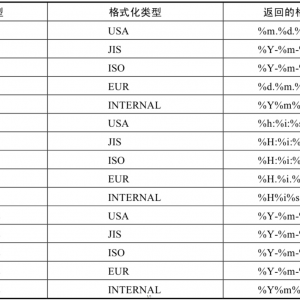 型 格式化类型 返回的
USA %m.%d.%
JIS %Y-%m-%
ISO %Y-%m-%
EUR %d.%m.%
INTERNAL %Y%m%
USA %h:%i:%
JIS %H:%i:%
ISO %H:%i:%
EUR %H.%i.%
INTERNAL %H%i%s
USA %Y-%m-%
JIS %Y-%m-%
ISO %Y-%m-%
EUR %Y-%m-%
INTERNAL %Y%m%